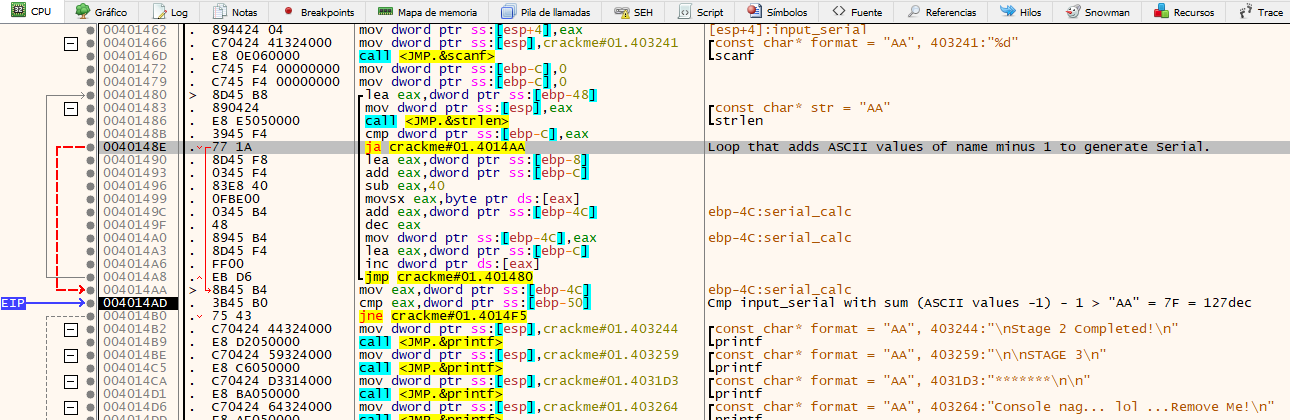 CPU Gráfico Log Notas Breakpoints Mapa de memoria Pila de llamadas SEH Script Símbolos Fuente Referencias Hilos Snowman Recursos Trace
00401462 . 894424 04 mov dword ptr ss:[esp+4],eax [esp+4]:input_serial
00401466 . C70424 41324000 mov dword ptr ss:[esp],crackme#01.403241 const char* format = "AA", 403241:"%d"
0040146D . E8 0E060000 call <JMP.&scanf> scanf
00401472 . C745 F4 00000000 mov dword ptr ss:[ebp-C],0
00401479 . C745 F4 00000000 mov dword ptr ss:[ebp-C],0
00401480 > 8D45 B8 lea eax,dword ptr ss:[ebp-48]
00401483 . 890424 mov dword ptr ss:[esp],eax const char* str = "AA"
00401486 . E8 E5050000 call <JMP.&strlen> strlen
0040148B . 3945 F4 cmp dword ptr ss:[ebp-C],eax
0040148E . 77 1A ja crackme#01.4014AA Loop that adds ASCII values of name minus 1 to generate Serial.
00401490 . 8D45 F8 lea eax,dword ptr ss:[ebp-8]
00401493 . 0345 F4 add eax,dword ptr ss:[ebp-C]
00401496 . 83E8 40 sub eax,40
00401499 . 0FBE00 movsx eax,byte ptr ds:[eax]
0040149C . 0345 B4 add eax,dword ptr ss:[ebp-4C] ebp-4C:serial_calc
0040149F . 48 dec eax
004014A0 . 8945 B4 mov dword ptr ss:[ebp-4C],eax ebp-4C:serial_calc
004014A3 . 8D45 F4 lea eax,dword ptr ss:[ebp-C]
004014A6 . FF00 inc dword ptr ds:[eax]
004014A8 . EB D6 jmp crackme#01.401480
004014AA > 8B45 B4 mov eax,dword ptr ss:[ebp-4C] ebp-4C:serial_calc
EIP 004014AD . 3B45 B0 cmp eax,dword ptr ss:[ebp-50] Cmp input_serial with sum (ASCII values -1) - 1 > "AA" = 7F = 127dec
004014B0 . 75 43 jne crackme#01.4014F5
004014B2 . C70424 44324000 mov dword ptr ss:[esp],crackme#01.403244 const char* format = "AA", 403244:"\nStage 2 Completed!\n"
004014B9 . E8 D2050000 call <JMP.&printf> printf
004014BE . C70424 59324000 mov dword ptr ss:[esp],crackme#01.403259 const char* format = "AA", 403259:"\n\nSTAGE 3\n"
004014C5 . E8 C6050000 call <JMP.&printf> printf
004014CA . C70424 D3314000 mov dword ptr ss:[esp],crackme#01.4031D3 const char* format = "AA", 4031D3:"*******\n\n"
004014D1 . E8 BA050000 call <JMP.&printf> printf
004014D6 . C70424 64324000 mov dword ptr ss:[esp],crackme#01.403264 const char* format = "AA", 403264:"Console nag... lol ...Remove Me!\n"
004014DD . E8 AE050000 call <JMP.&printf> printf